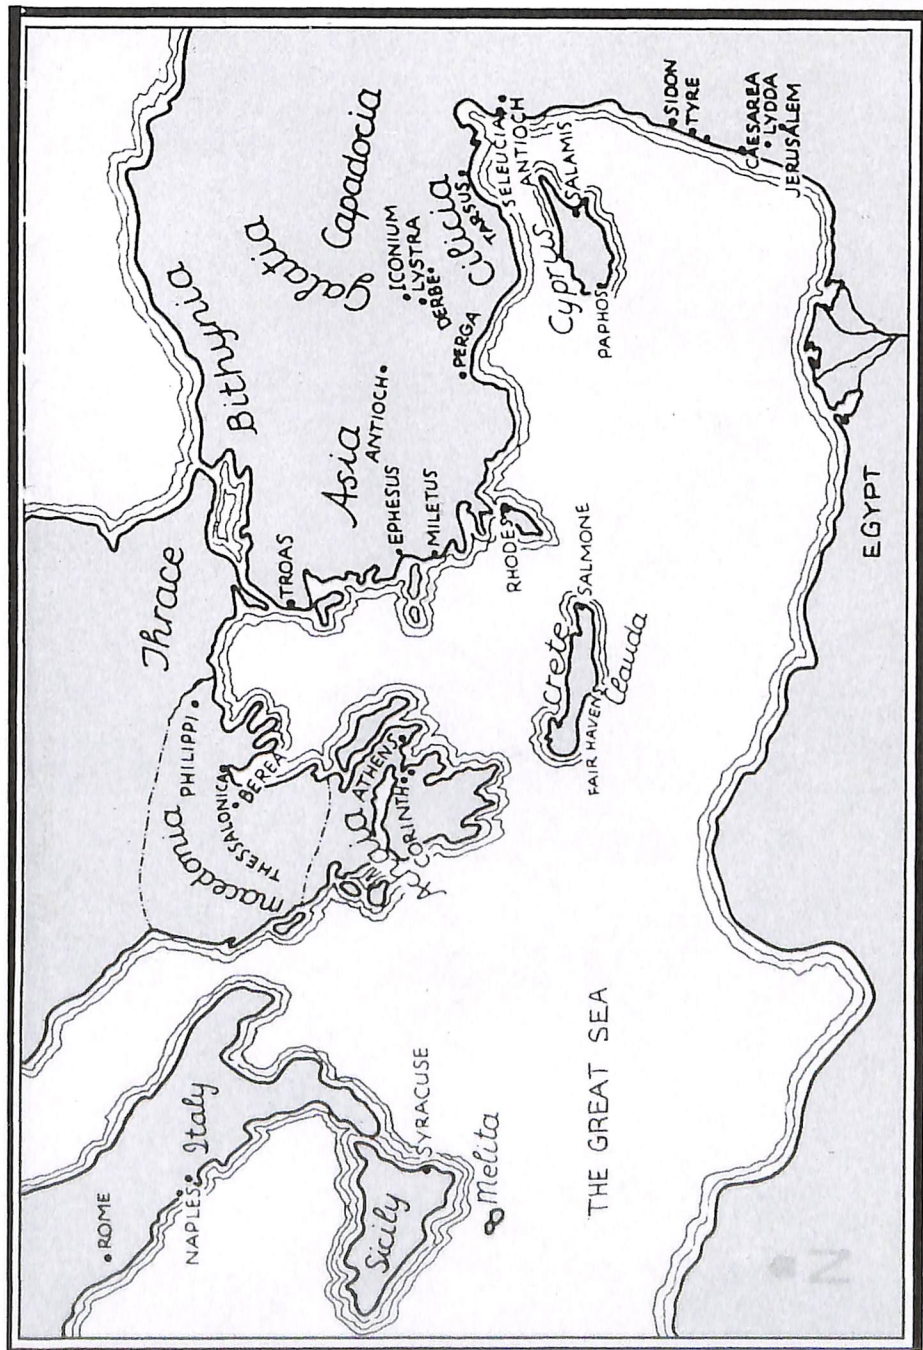 ROME
NAPLES
Italy
Sicily
SYRACUSE
Melita
THE GREAT SEA
N
Macedonia
PHILIPPI
THESSALONICA
BEREA
Thrace
ATHENS
CORINTH
TROAS
Bithynia
Galatia
Capadocia
Asia
ANTIOCH
EPHESUS
MILETUS
ICONIUM
LYSTRA
DERBE
PERGA
Cilicia
TARSUS
SELEUCIA
ANTIOCH
RHODES
Crete
SALMONE
FAIR HAVENS
Clauda
Cyprus
SALAMIS
PAPHOS
SIDON
TYRE
CAESAREA
LYDDA
JERUSALEM
EGYPT